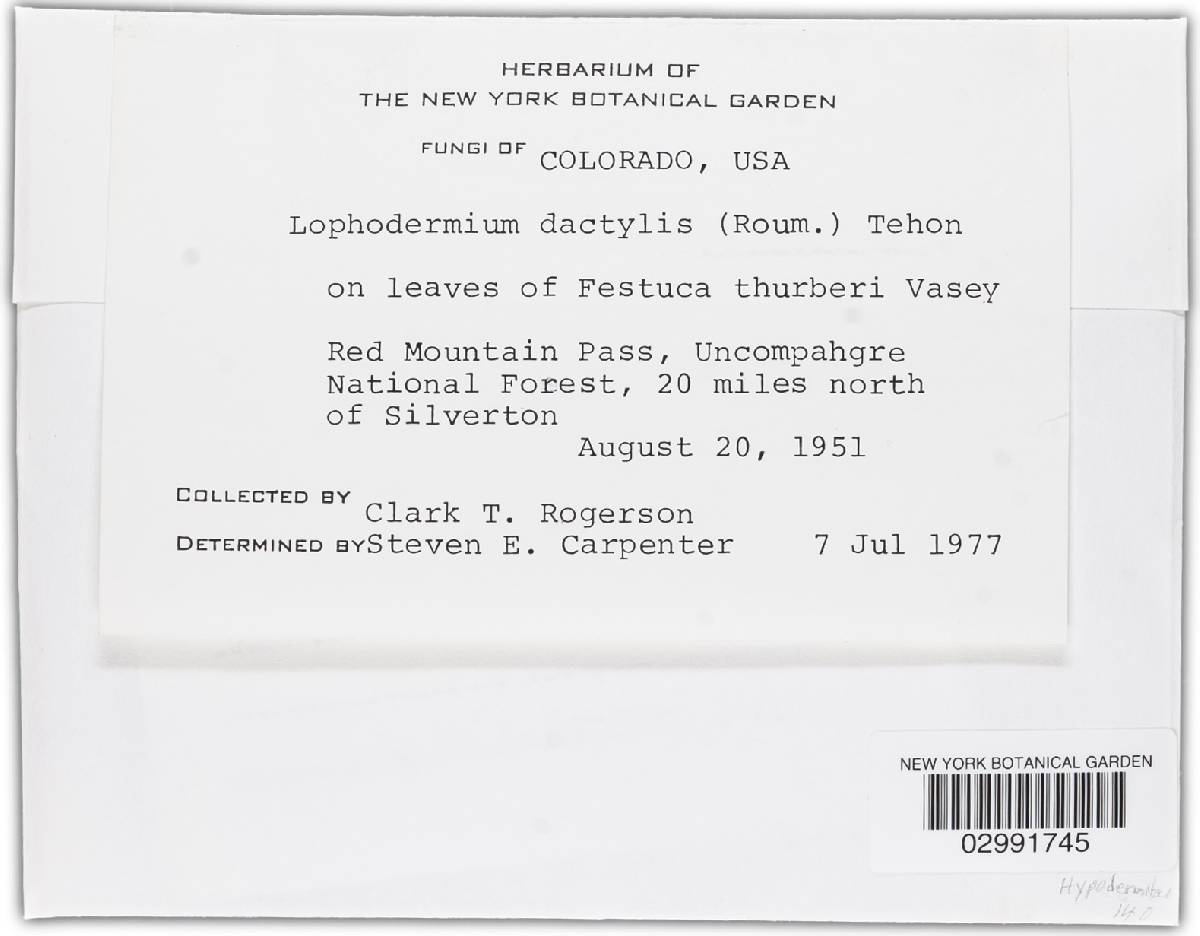 HERBARIUM OF
THE NEW YORK BOTANICAL GARDEN
FUNGI OF COLORADO, USA
Lophodermium dactylis (Roum.) Tehon
on leaves of Festuca thurberi Vasey
Red Mountain Pass, Uncompahgre
National Forest, 20 miles north
of Silverton
August 20, 1951
COLLECTED BY Clark T. Rogerson
DETERMINED BY Steven E. Carpenter 7 Jul 1977
NEW YORK BOTANICAL GARDEN
02991745